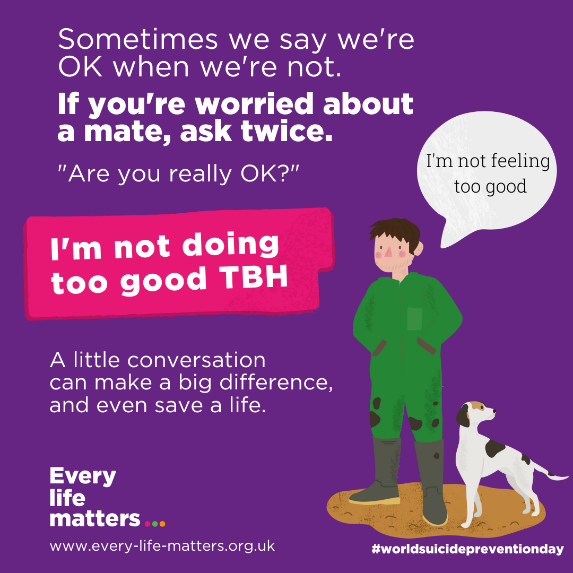 Sometimes we say we're
OK when we're not.
If you're worried about
a mate, ask twice.
"Are you really OK?"
I'm not feeling
too good
I'm not doing
too good TBH
A little conversation
can make a big difference,
and even save a life.
Every
life
matters...
www.every-life-matters.org.uk
#worldsuicidepreventionday